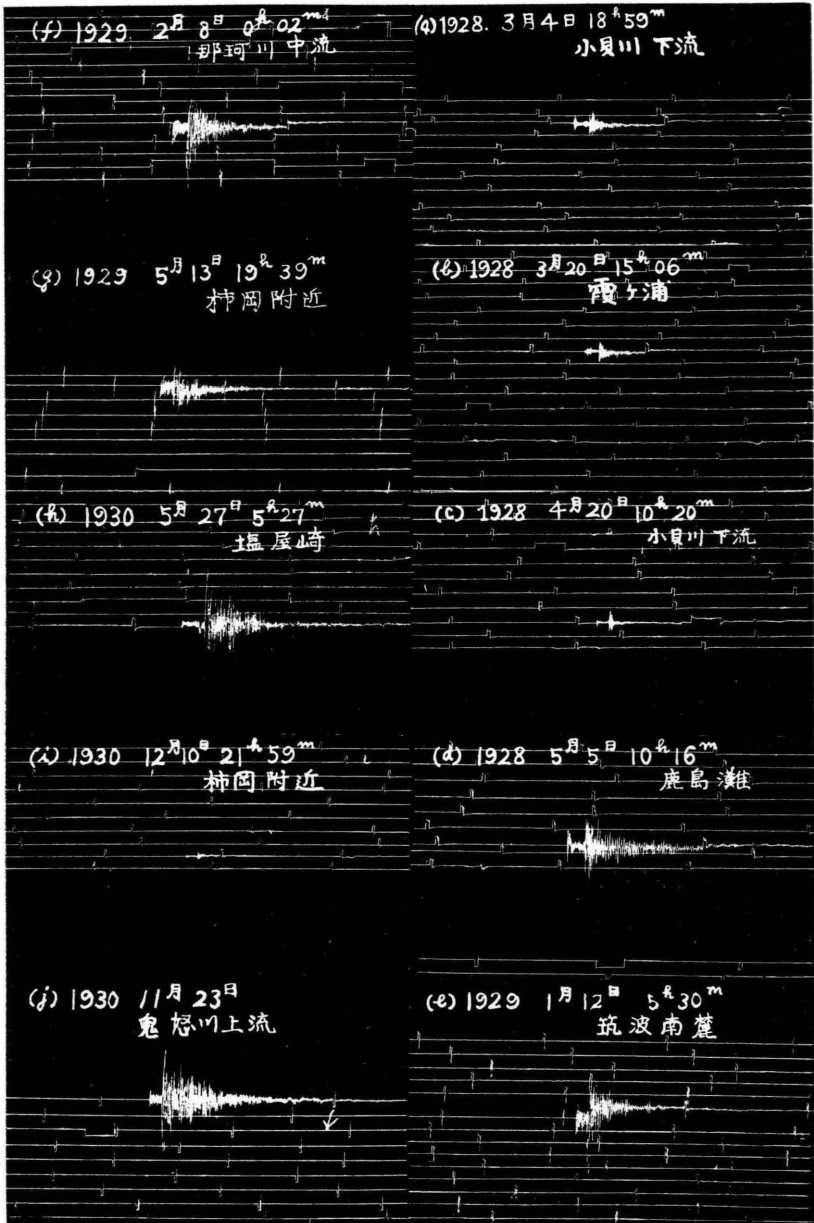 (f) 1929. 2月 8日 0h 02m
那珂川中流
(g) 1929 5月 13日 19h 39m
柿岡附近
(h) 1930 5月 27日 5h 27m
塩屋崎
(i) 1930 12月 10日 21h 59m
柿岡附近
(j) 1930 11月 23日
鬼怒川上流
(a) 1928. 3月 4日 18h 59m
小貝川下流
(b) 1928 3月 20日 15h 06m
霞ヶ浦
(c) 1928 4月 20日 10h 20m
小貝川下流
(d) 1928 5月 5日 10h 16m
鹿島灘
(e) 1929 1月 12日 5h 30m
筑波南麓